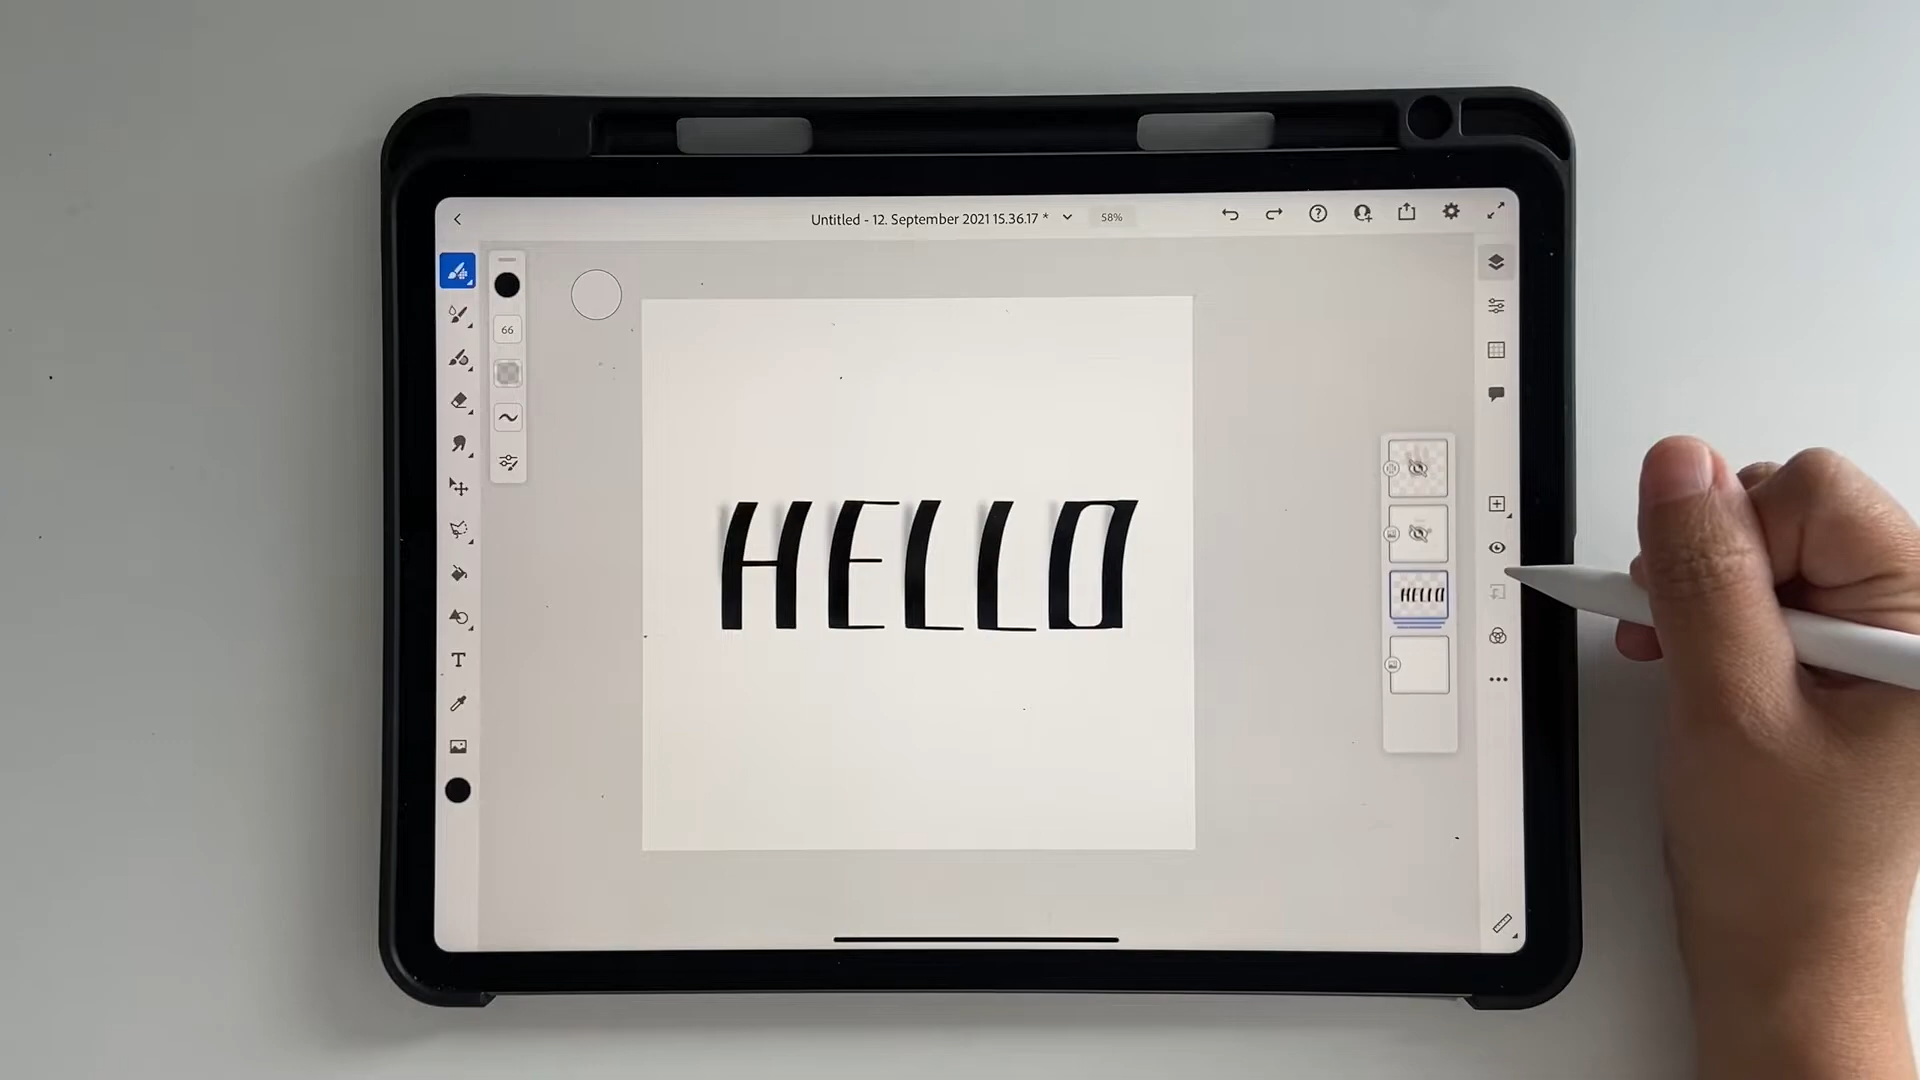 Untitled - 12. September 2021 15.36.17 *
58%
66
HELLO
HELLO
T